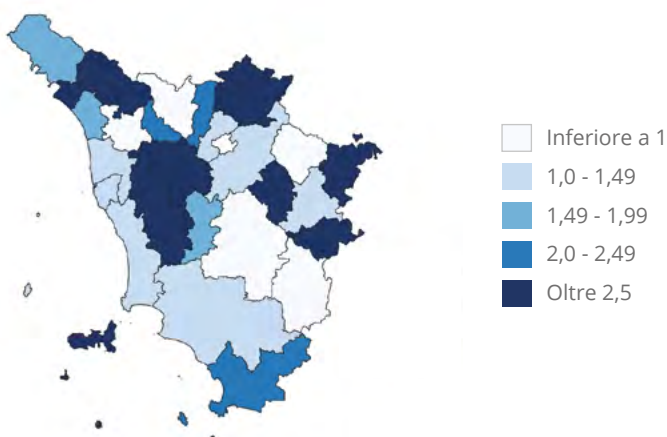 Inferiore a 1
1,0 - 1,49
1,49 - 1,99
2,0 - 2,49
Oltre 2,5